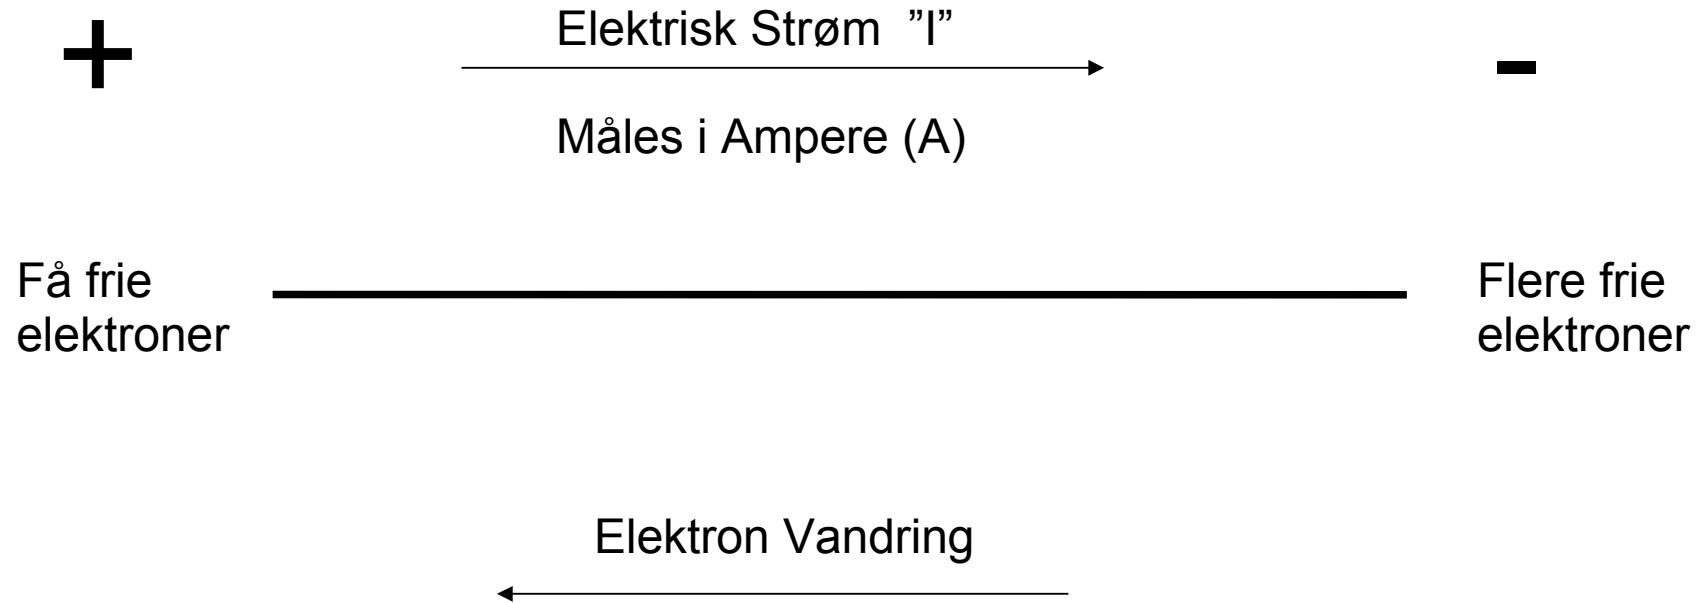 +
Elektrisk Strøm ”I”
-
Måles i Ampere (A)
Få frie
elektroner
Flere frie
elektroner
Elektron Vandring